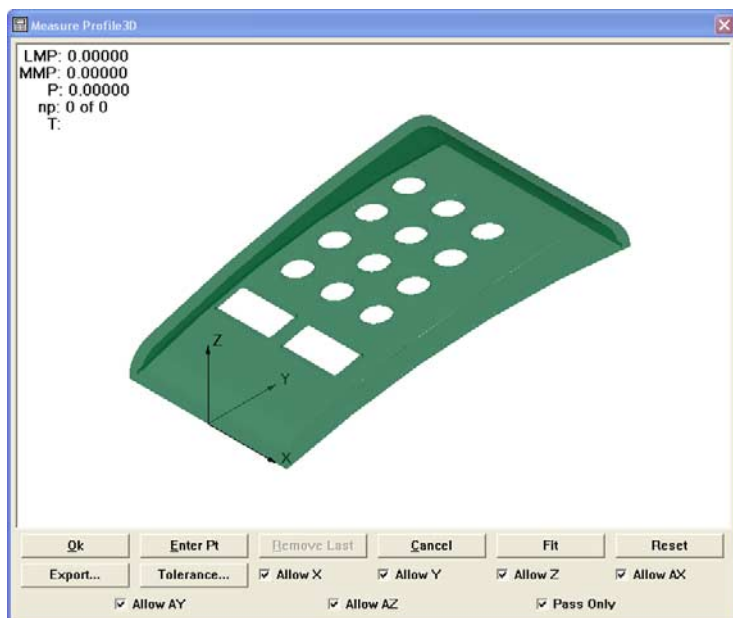 Measure Profile3D
LMP: 0.00000
MMP: 0.00000
P: 0.00000
np: 0 of 0
T:
Z
Y
X
Ok Enter Pt Remove Last Cancel Fit Reset
Export... Tolerance... Allow X Allow Y Allow Z Allow AX
Allow AY Allow AZ Pass Only